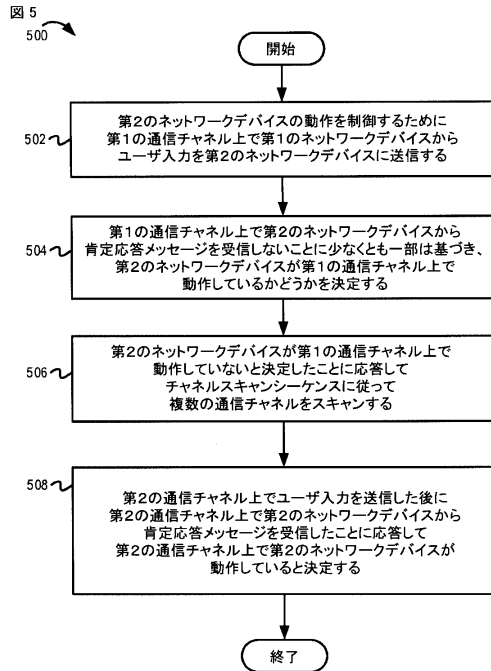 図5
500
開始
502
第2のネットワークデバイスの動作を制御するために
第1の通信チャネル上で第1のネットワークデバイスから
ユーザ入力を第2のネットワークデバイスに送信する
504
第1の通信チャネル上で第2のネットワークデバイスから
肯定応答メッセージを受信しないことに少なくとも一部は基づき、
第2のネットワークデバイスが第1の通信チャネル上で
動作しているかどうかを決定する
506
第2のネットワークデバイスが第1の通信チャネル上で
動作していないと決定したことに応答して
チャネルスキャンシーケンスに従って
複数の通信チャネルをスキャンする
508
第2の通信チャネル上でユーザ入力を送信した後に
第2の通信チャネル上で第2のネットワークデバイスから
肯定応答メッセージを受信したことに応答して
第2の通信チャネル上で第2のネットワークデバイスが
動作していると決定する
終了